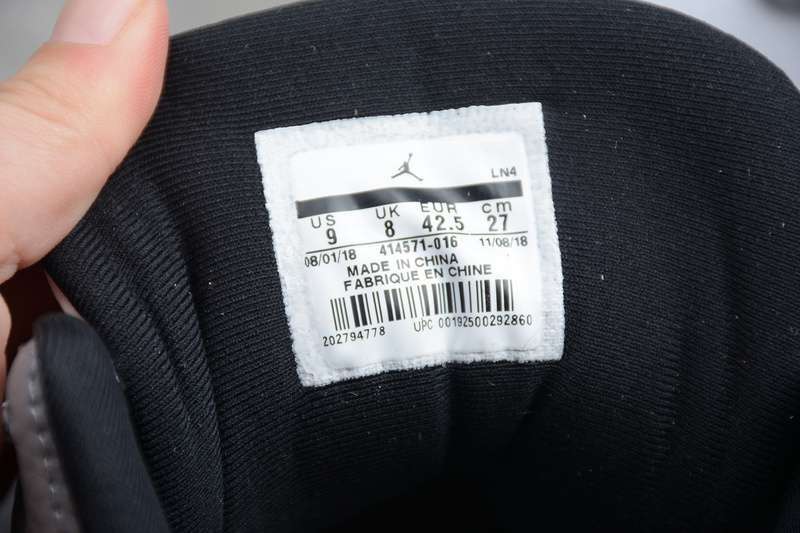 LN4
US UK EUR cm
9 8 42.5 27
08/01/18 414571-016 11/08/18
MADE IN CHINA
FABRIQUE EN CHINE
202794778 UPC 00192500292860